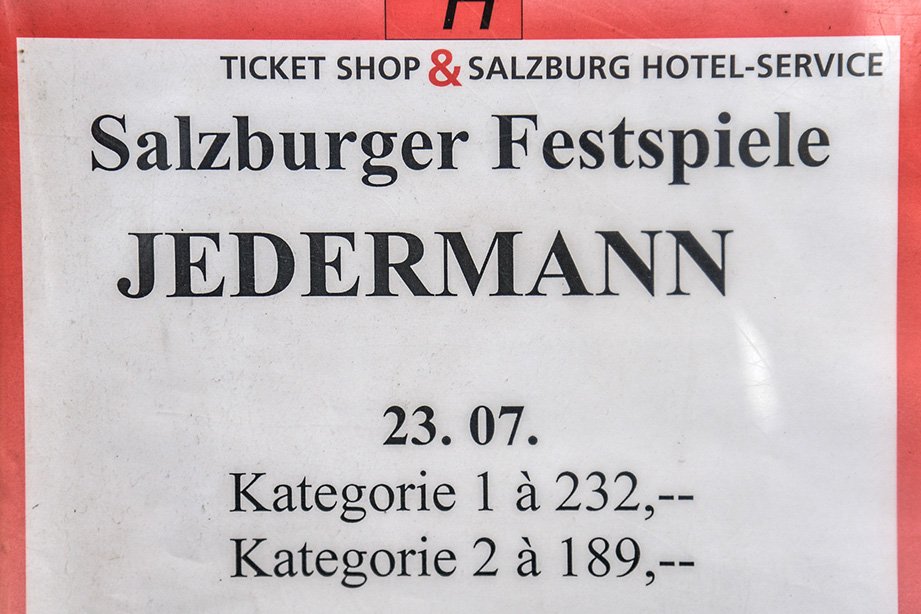 H
TICKET SHOP & SALZBURG HOTEL-SERVICE
Salzburger Festspiele
JEDERMANN
23. 07.
Kategorie 1 à 232,--
Kategorie 2 à 189,--